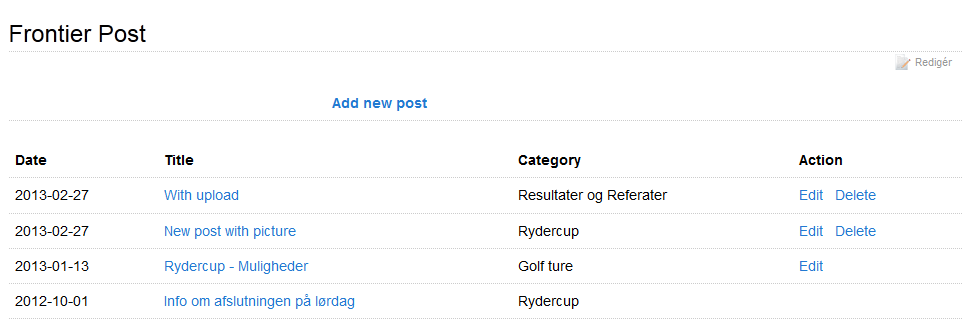 Frontier Post
Redigér
Add new post
Date Title Category Action
2013-02-27 With upload Resultater og Referater Edit Delete
2013-02-27 New post with picture Rydercup Edit Delete
2013-01-13 Rydercup - Muligheder Golf ture Edit
2012-10-01 Info om afslutningen på lørdag Rydercup